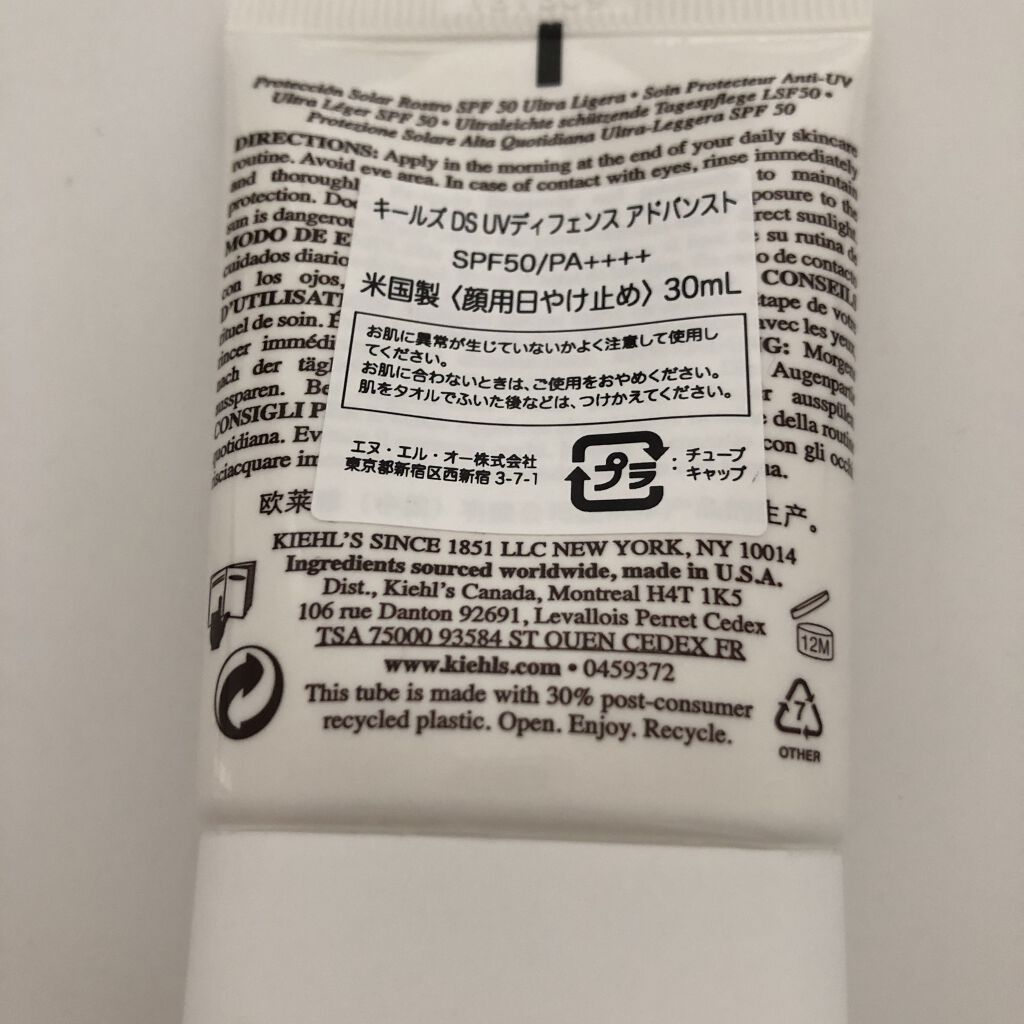 Protección Solar Rostro SPF 50 Ultra Ligera • Soin Protecteur Anti-UV
Ultra Léger SPF 50 • Ultraleichte schützende Tagespflege LSF50 •
Protezione Solare Alta Quotidiana Ultra-Leggera SPF 50
DIRECTIONS: Apply in the morning at the end of your daily skincare
routine. Avoid eye area. In case of contact with eyes, rinse immediately
and thoroughl to maintain
protection. Do posure to the
sun is dangerou rect sunlight
MODO DE E su rutina de
cuidados diario o de contacto
con los ojos, CONSEIL
D'UTILISATI tape de vot
rituel de soin. É avec les yeux
rincer immédi NG: Morgen
nach der tägl Augenparti
aussparen. Be r ausspülen
CONSIGLI P della routin
quotidiana. Ev con gli occh
sciacquare im na.
キールズ DS UVディフェンス アドバンスト
SPF50/PA++++
米国製〈顔用日やけ止め〉30mL
お肌に異常が生じていないかよく注意して使用し
てください。
お肌に合わないときは、ご使用をおやめください。
肌をタオルでふいた後などは、つけかえてください。
エヌ・エル・オー株式会社
東京都新宿区西新宿 3-7-1
プラ : チューブ
キャップ
欧莱 生产。
KIEHL'S SINCE 1851 LLC NEW YORK, NY 10014
Ingredients sourced worldwide, made in U.S.A.
Dist., Kiehl's Canada, Montreal H4T 1K5
106 rue Danton 92691, Levallois Perret Cedex
TSA 75000 93584 ST OUEN CEDEX FR
12M
www.kiehls.com • 0459372
This tube is made with 30% post-consumer
recycled plastic. Open. Enjoy. Recycle.
7
OTHER